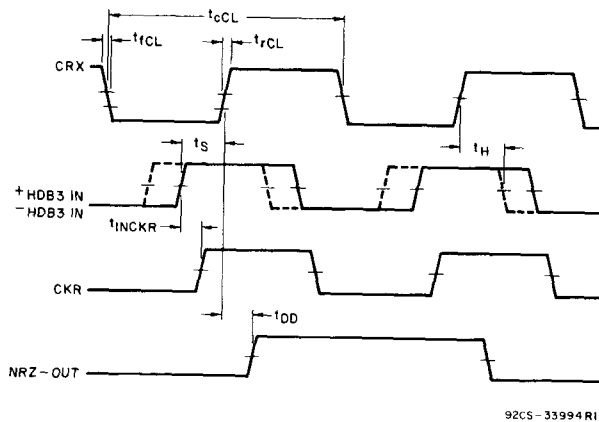 tcCL
tfCL
trCL
CRX
tS
tH
+HDB3 IN
-HDB3 IN
tINCKR
CKR
tDD
NRZ-OUT
92CS-33994R1